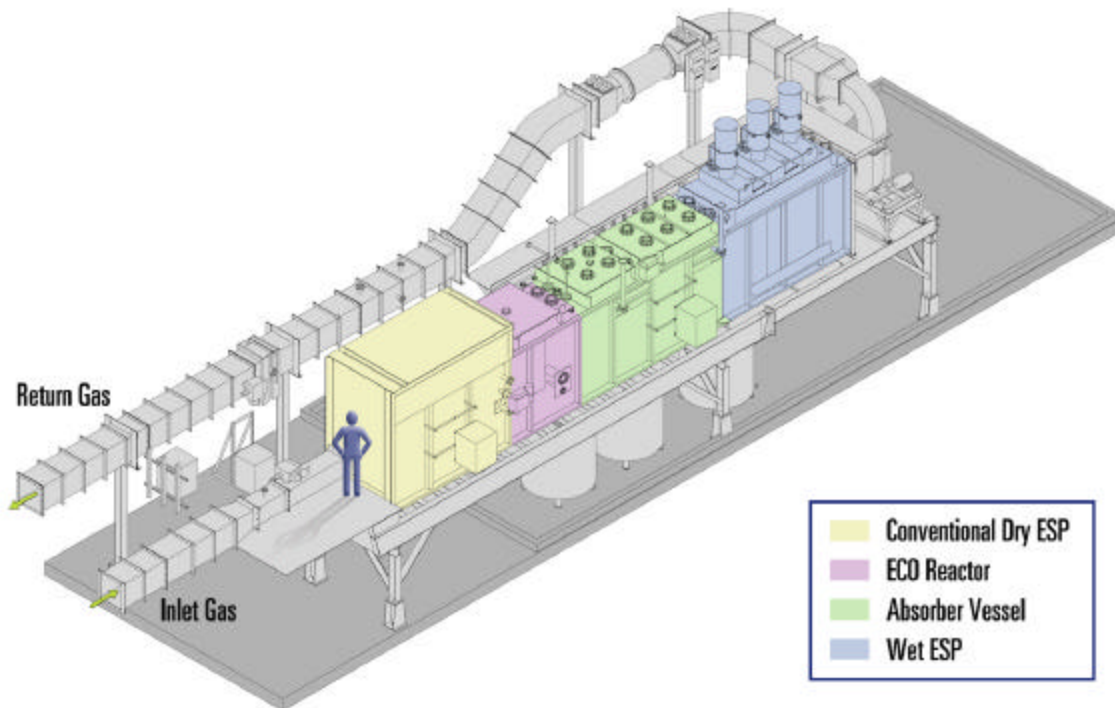 Return Gas
Inlet Gas
Conventional Dry ESP
ECO Reactor
Absorber Vessel
Wet ESP